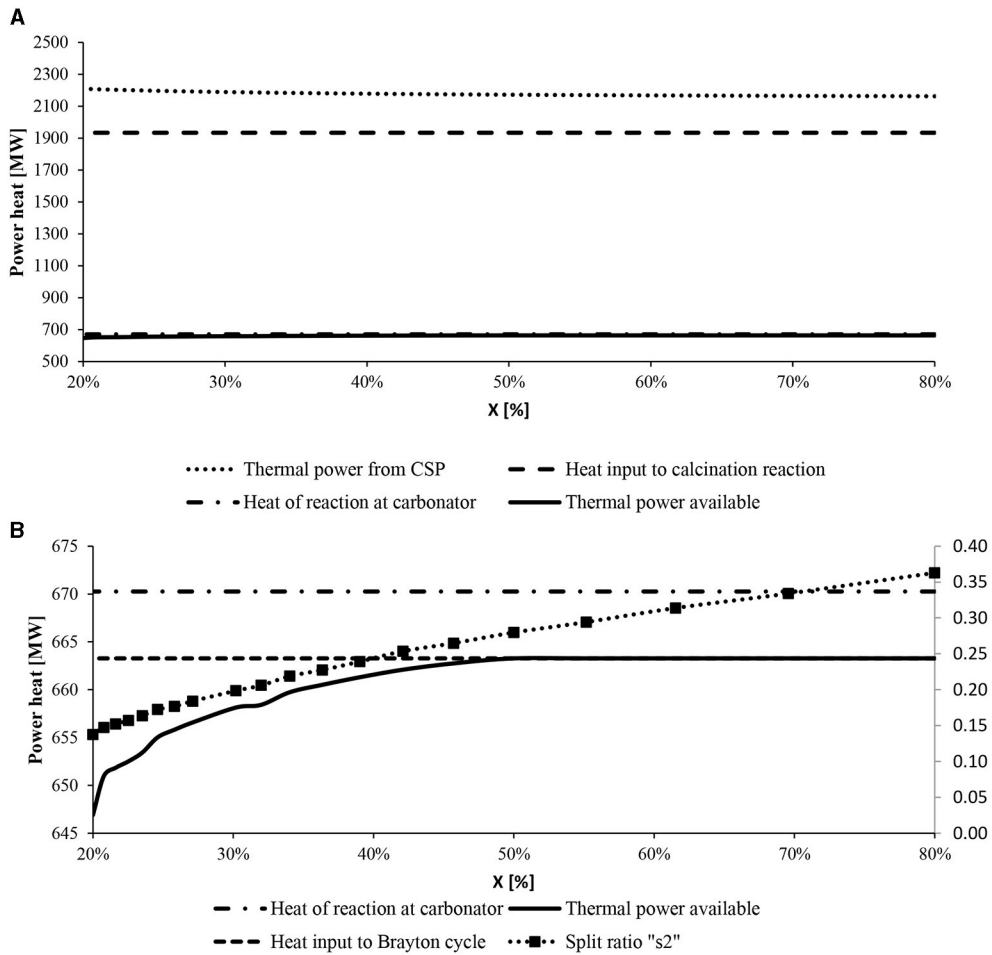 A
2500
2300
2100
1900
1700
1500
1300
1100
900
700
500
Power heat [MW]
20% 30% 40% 50% 60% 70% 80%
X [%]
Thermal power from CSP Heat input to calcination reaction
Heat of reaction at carbonator Thermal power available
B
675
670
665
660
655
650
645
Power heat [MW]
0.40
0.35
0.30
0.25
0.20
0.15
0.10
0.05
0.00
20% 30% 40% 50% 60% 70% 80%
X [%]
Heat of reaction at carbonator Thermal power available
Heat input to Brayton cycle Split ratio "s2"